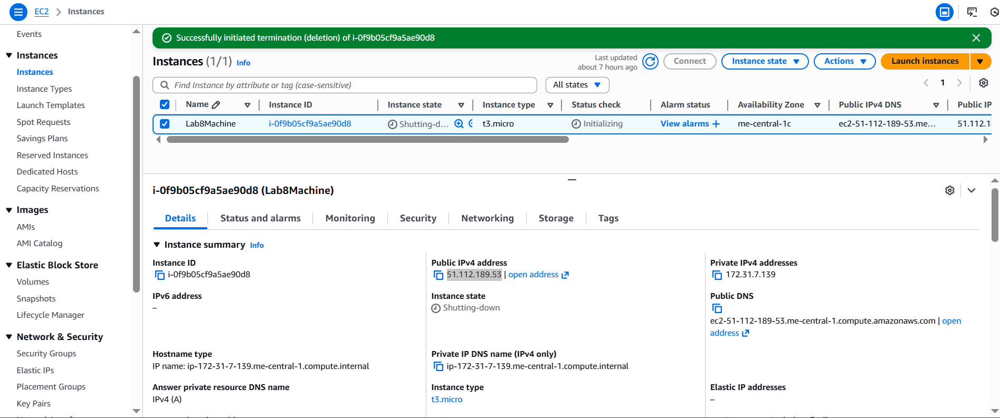 EC2 > Instances
Events
Instances
Instances
Instance Types
Launch Templates
Spot Requests
Savings Plans
Reserved Instances
Dedicated Hosts
Capacity Reservations
Images
AMIs
AMI Catalog
Elastic Block Store
Volumes
Snapshots
Lifecycle Manager
Network & Security
Security Groups
Elastic IPs
Placement Groups
Key Pairs
Successfully initiated termination (deletion) of i-0f9b05cf9a5ae90d8
Instances (1/1) Info
Last updated
about 7 hours ago
Connect
Instance state
Actions
Launch instances
Find Instance by attribute or tag (case-sensitive)
All states
1
Name Instance ID Instance state Instance type Status check Alarm status Availability Zone Public IPv4 DNS Public IP
Lab8Machine i-0f9b05cf9a5ae90d8 Shutting-d... t3.micro Initializing View alarms + me-central-1c ec2-51-112-189-53.me... 51.112.1
i-0f9b05cf9a5ae90d8 (Lab8Machine)
Details Status and alarms Monitoring Security Networking Storage Tags
Instance summary Info
Instance ID
i-0f9b05cf9a5ae90d8
Public IPv4 address
51.112.189.53 | open address
Private IPv4 addresses
172.31.7.139
IPv6 address
–
Instance state
Shutting-down
Public DNS
ec2-51-112-189-53.me-central-1.compute.amazonaws.com | open
address
Hostname type
IP name: ip-172-31-7-139.me-central-1.compute.internal
Private IP DNS name (IPv4 only)
ip-172-31-7-139.me-central-1.compute.internal
Answer private resource DNS name
IPv4 (A)
Instance type
t3.micro
Elastic IP addresses
–